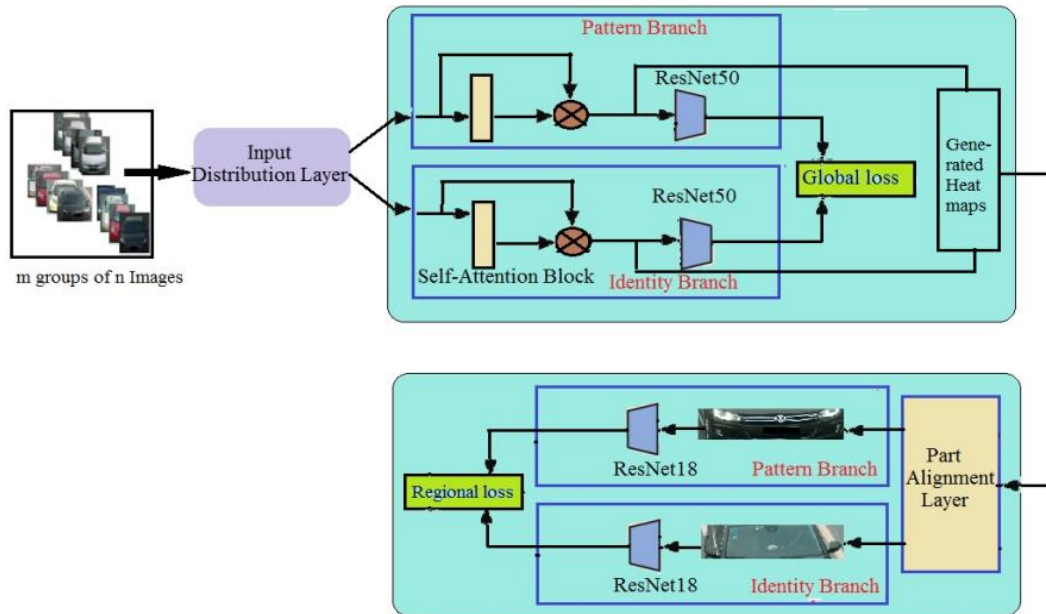 Pattern Branch
ResNet50
Input
Distribution Layer
Global loss
Gene-
rated
Heat
maps
ResNet50
m groups of n Images
Self-Attention Block
Identity Branch
Part
Alignment
Layer
ResNet18
Pattern Branch
Regional loss
ResNet18
Identity Branch